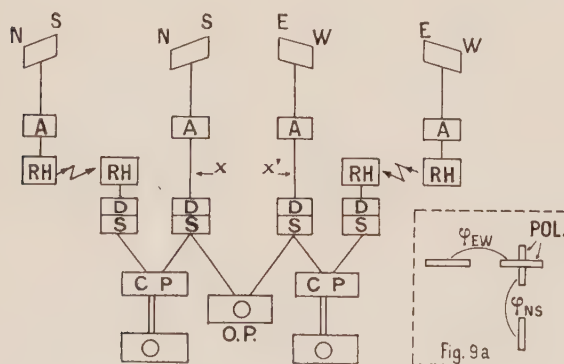 N S N S E W E W
A A A A
RH RH x x' RH RH
D D D D
S S S S
C P C P
O.P.
POL.
φEW
φNS
Fig. 9a